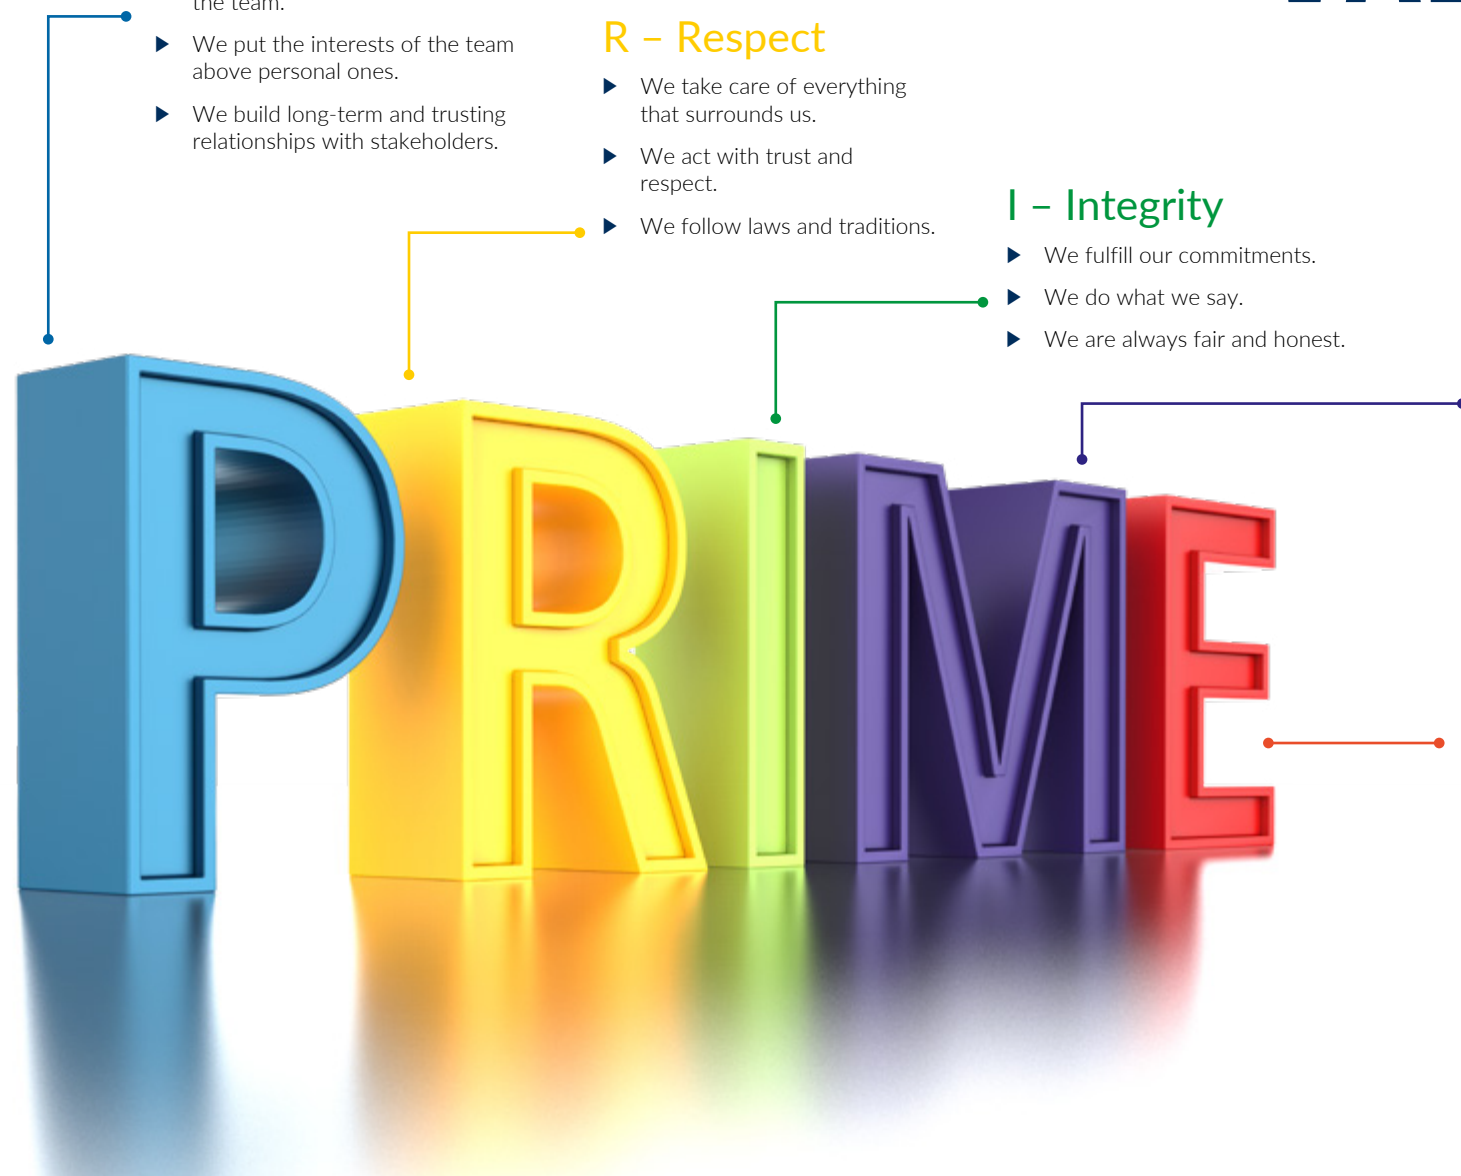 the team.
We put the interests of the team
above personal ones.
We build long-term and trusting
relationships with stakeholders.
R – Respect
We take care of everything
that surrounds us.
We act with trust and
respect.
We follow laws and traditions.
I – Integrity
We fulfill our commitments.
We do what we say.
We are always fair and honest.
PRIME